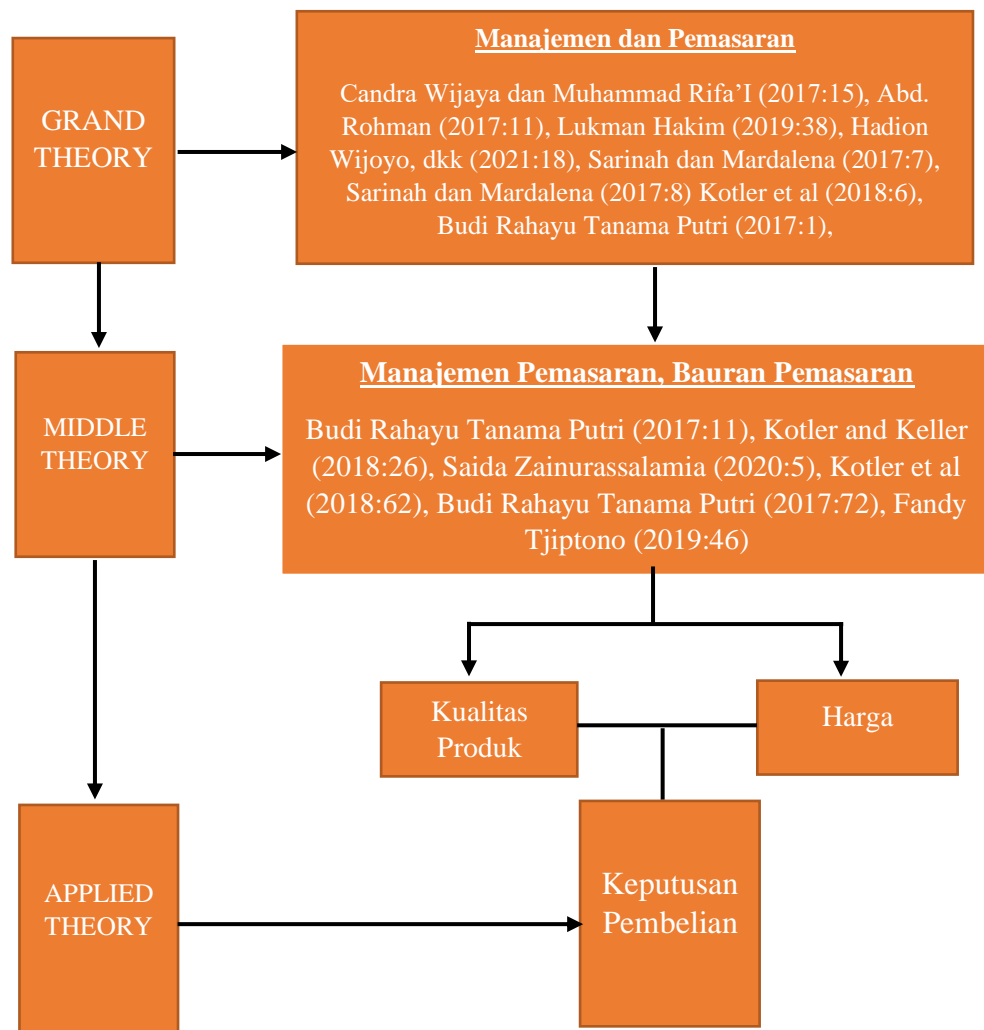 GRAND
THEORY
Manajemen dan Pemasaran
Candra Wijaya dan Muhammad Rifa’I (2017:15), Abd.
Rohman (2017:11), Lukman Hakim (2019:38), Hadion
Wijoyo, dkk (2021:18), Sarinah dan Mardalena (2017:7),
Sarinah dan Mardalena (2017:8) Kotler et al (2018:6),
Budi Rahayu Tanama Putri (2017:1),
MIDDLE
THEORY
Manajemen Pemasaran, Bauran Pemasaran
Budi Rahayu Tanama Putri (2017:11), Kotler and Keller
(2018:26), Saida Zainurassalamia (2020:5), Kotler et al
(2018:62), Budi Rahayu Tanama Putri (2017:72), Fandy
Tjiptono (2019:46)
Kualitas
Produk
Harga
APPLIED
THEORY
Keputusan
Pembelian